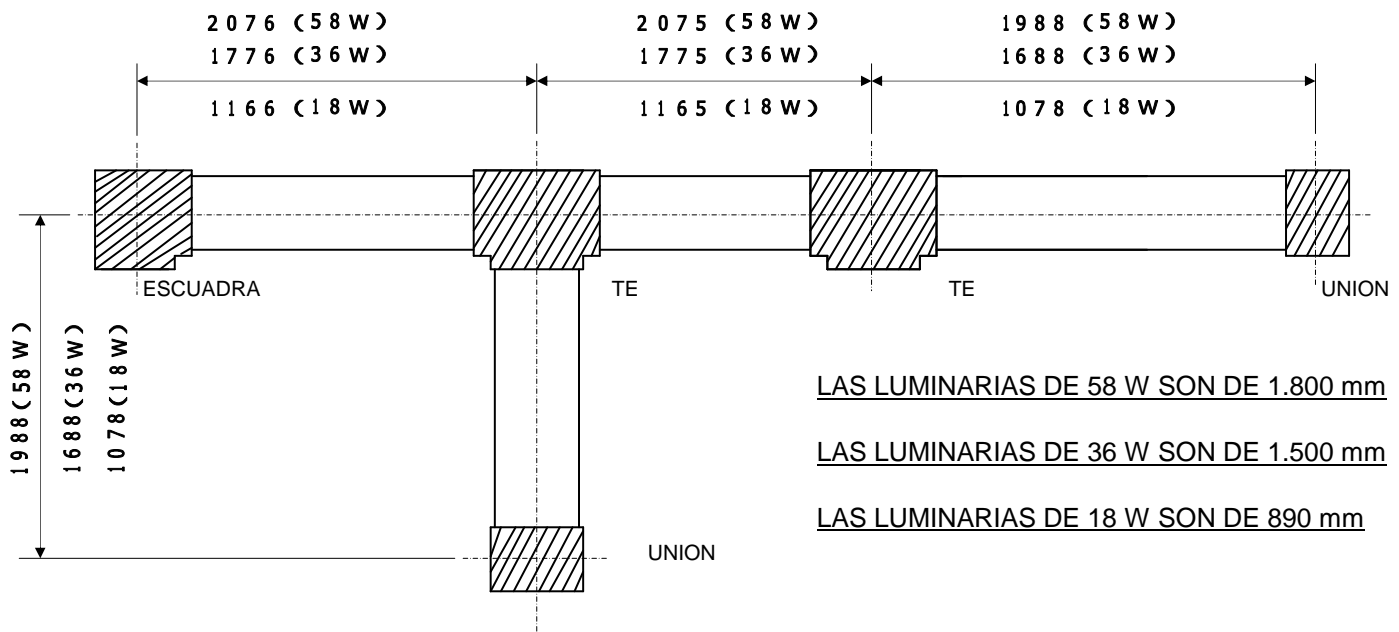 2076 (58W)
1776 (36W)
1166 (18W)
2075 (58W)
1775 (36W)
1165 (18W)
1988 (58W)
1688 (36W)
1078 (18W)
ESCUADRA
TE
TE
UNION
1988(58W)
1688(36W)
1078(18W)
LAS LUMINARIAS DE 58 W SON DE 1.800 mm
LAS LUMINARIAS DE 36 W SON DE 1.500 mm
LAS LUMINARIAS DE 18 W SON DE 890 mm
UNION